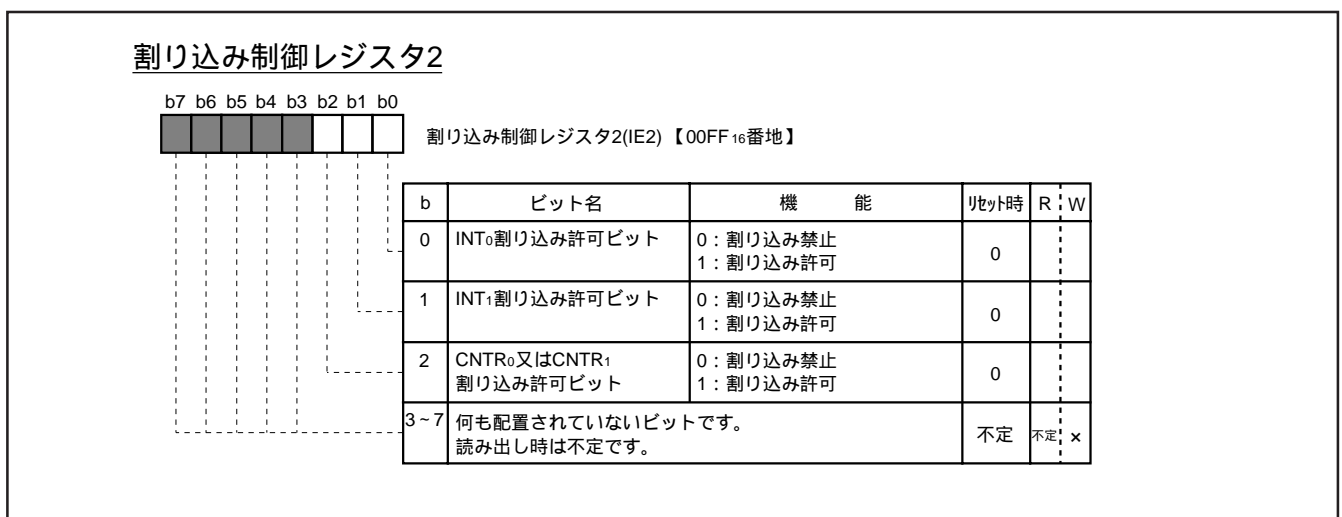 割り込み制御レジスタ2
b7 b6 b5 b4 b3 b2 b1 b0
割り込み制御レジスタ2(IE2)【00FF16番地】
b ビット名 機 能 リセット時 R W
0 INT0割り込み許可ビット 0：割り込み禁止
1：割り込み許可 0
1 INT1割り込み許可ビット 0：割り込み禁止
1：割り込み許可 0
2 CNTR0又はCNTR1 0：割り込み禁止
割り込み許可ビット 1：割り込み許可 0
3~7 何も配置されていないビットです。
読み出し時は不定です。 不定 不定 ×